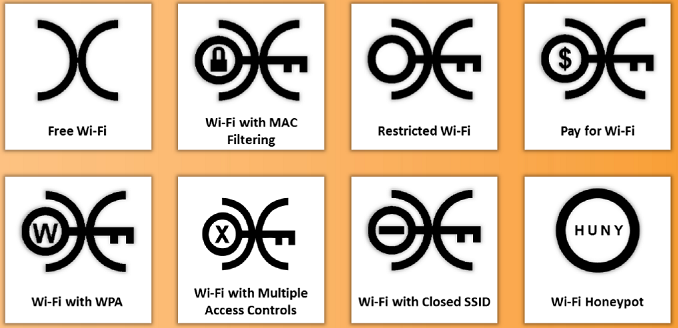 Free Wi-Fi
$
Wi-Fi with MAC
Filtering
Restricted Wi-Fi
Pay for Wi-Fi
W
X
HUNY
Wi-Fi with WPA
Wi-Fi with Multiple
Access Controls
Wi-Fi with Closed SSID
Wi-Fi Honeypot